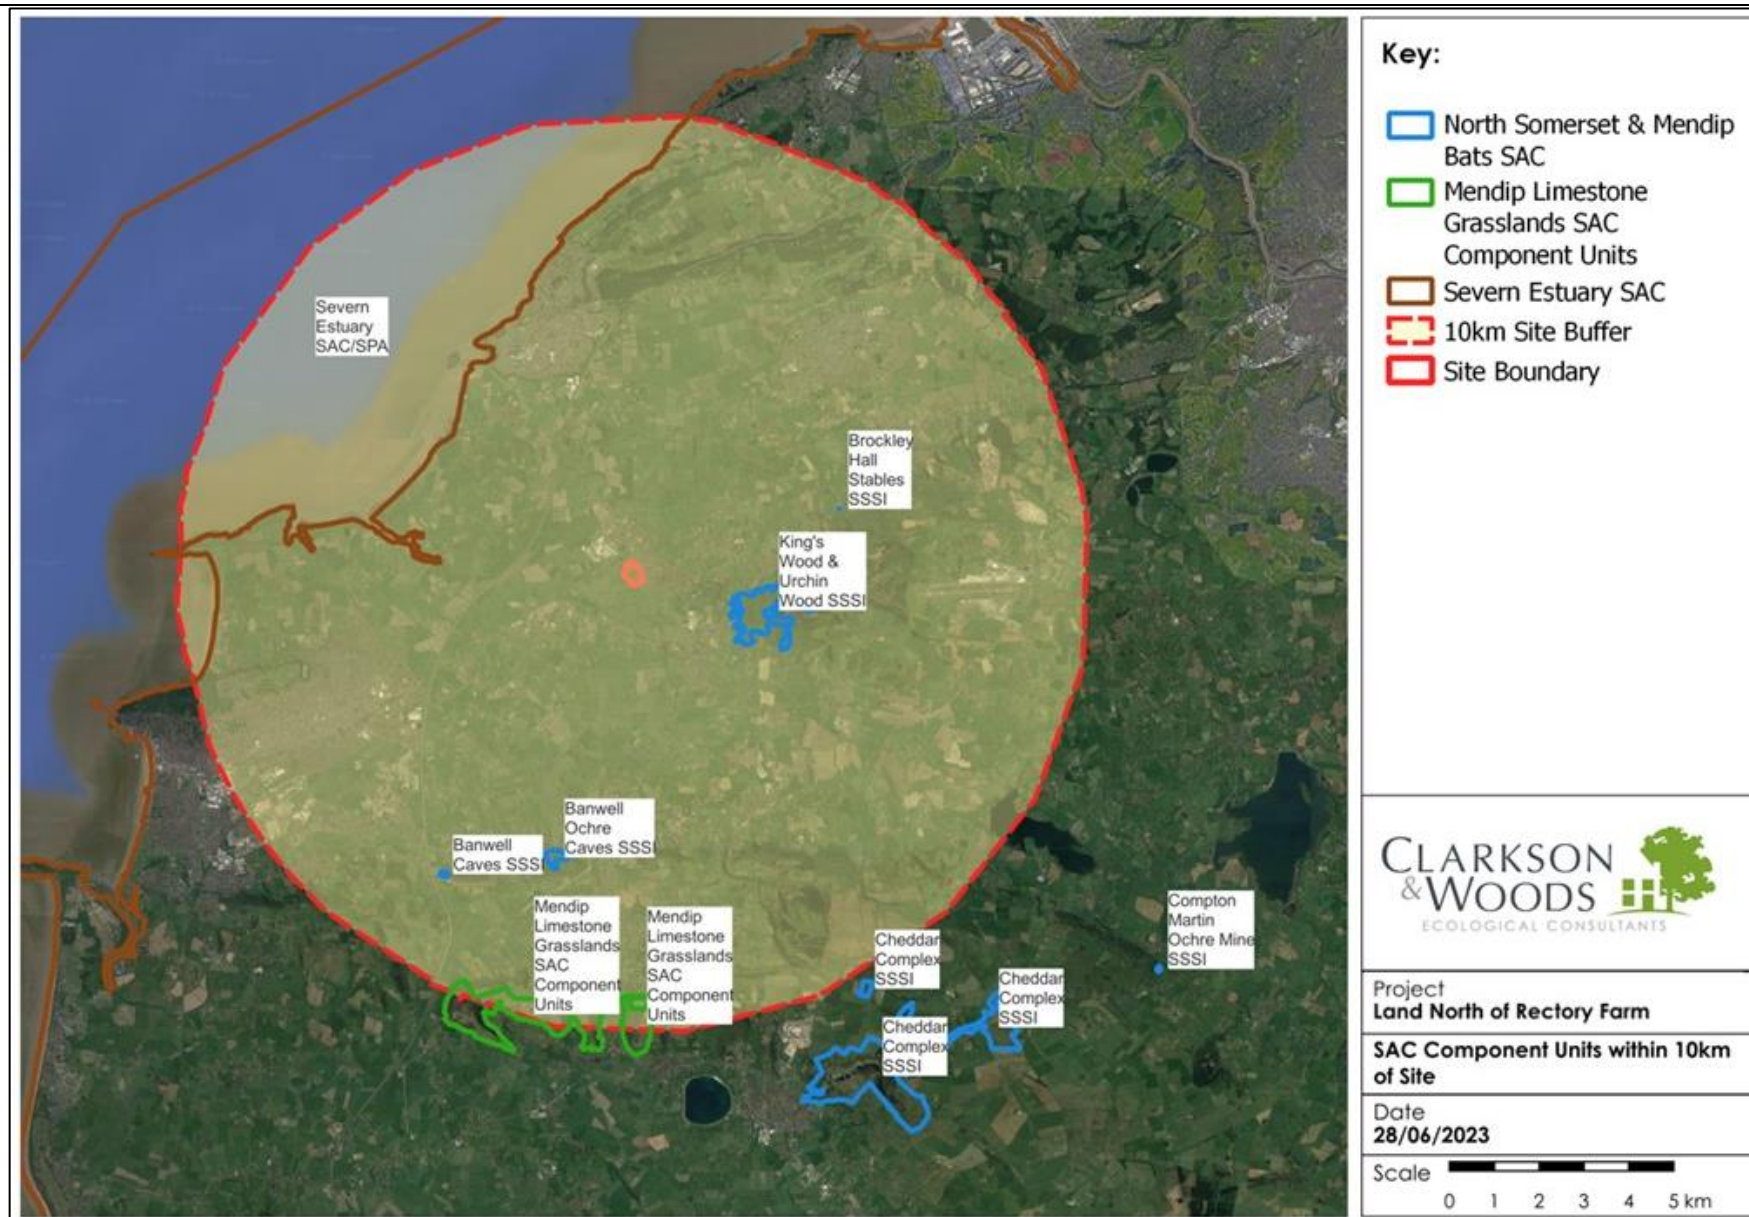 Key:
North Somerset & Mendip
Bats SAC
Mendip Limestone
Grasslands SAC
Component Units
Severn Estuary SAC
10km Site Buffer
Site Boundary
Severn
Estuary
SAC/SPA
Brockley
Hall
Stables
SSSI
King's
Wood &
Urchin
Wood SSSI
Banwell
Ochre
Caves SSSI
Banwell
Caves SSSI
Mendip
Limestone
Grasslands
SAC
Component
Units
Mendip
Limestone
Grasslands
SAC
Component
Units
Cheddar
Complex
SSSI
Cheddar
Complex
SSSI
Cheddar
Complex
SSSI
Compton
Martin
Ochre Mine
SSSI
CLARKSON
&WOODS
ECOLOGICAL CONSULTANTS
Project
Land North of Rectory Farm
SAC Component Units within 10km
of Site
Date
28/06/2023
Scale
0 1 2 3 4 5 km